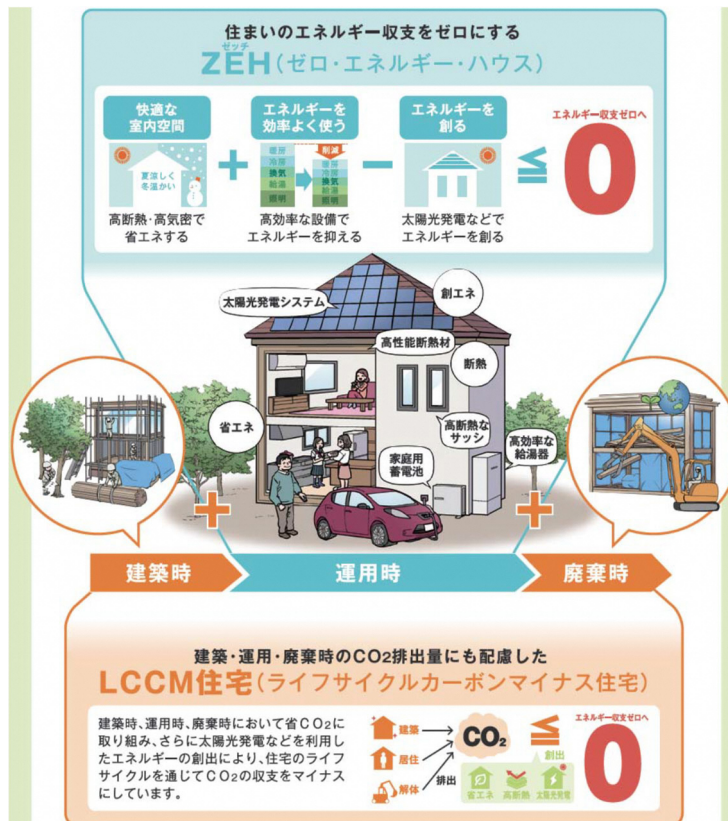 住まいのエネルギー収支をゼロにする
ゼッチ
ZEH(ゼロ・エネルギー・ハウス)
快適な
室内空間
夏涼しく
冬温かい
高断熱・高気密で
省エネする
+
エネルギーを
効率よく使う
暖房
冷房
換気
給湯
照明
削減
暖房
冷房
換気
給湯
照明
高効率な設備で
エネルギーを抑える
−
エネルギーを
創る
太陽光発電などで
エネルギーを創る
≦
エネルギー収支ゼロへ
0
太陽光発電システム
創エネ
高性能断熱材
断熱
省エネ
高断熱な
サッシ
高効率な
給湯器
家庭用
蓄電池
+
+
建築時
運用時
廃棄時
建築・運用・廃棄時のCO2排出量にも配慮した
LCCM住宅(ライフサイクルカーボンマイナス住宅)
建築時、運用時、廃棄時において省CO2に
取り組み、さらに太陽光発電などを利用し
たエネルギーの創出により、住宅のライフ
サイクルを通じてCO2の収支をマイナス
にしています。
建築
居住
解体
排出
CO2
≦
創出
省エネ
高断熱
太陽光発電
エネルギー収支ゼロへ
0